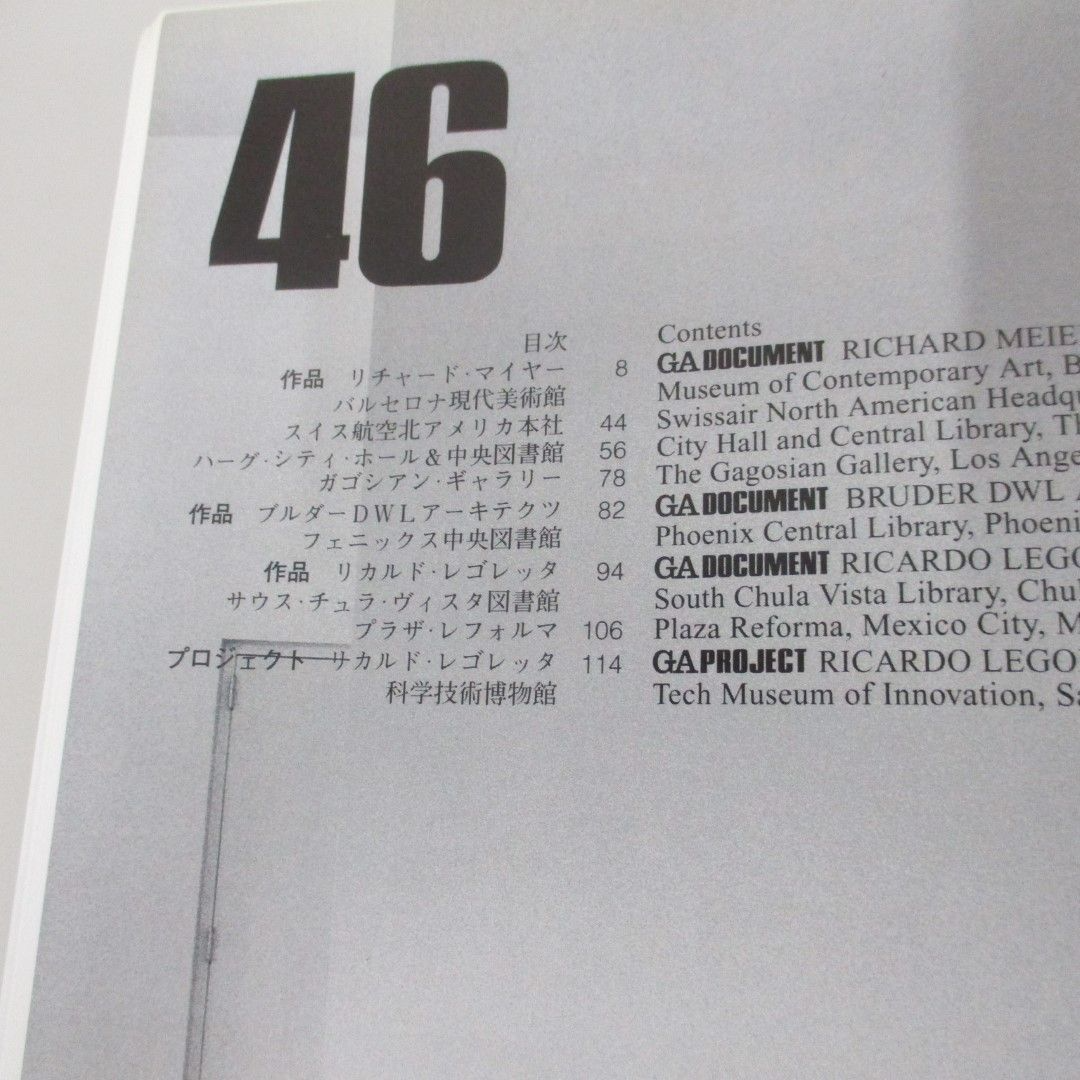 46
目次
Contents
作品 リチャード・マイヤー 8 GA DOCUMENT RICHARD MEIE
バルセロナ現代美術館 Museum of Contemporary Art, B
スイス航空北アメリカ本社 44 Swissair North American Headqu
ハーグ・シティ・ホール＆中央図書館 56 City Hall and Central Library, Th
ガゴシアン・ギャラリー 78 The Gagosian Gallery, Los Ange
作品 ブルダーDWLアーキテクツ 82 GA DOCUMENT BRUDER DWL A
フェニックス中央図書館 Phoenix Central Library, Phoeni
作品 リカルド・レゴレッタ 94 GA DOCUMENT RICARDO LEGO
サウス・チュラ・ヴィスタ図書館 South Chula Vista Library, Chul
プラザ・レフォルマ 106 Plaza Reforma, Mexico City, M
プロジェクト リカルド・レゴレッタ 114 GA PROJECT RICARDO LEGO
科学技術博物館 Tech Museum of Innovation, Sa